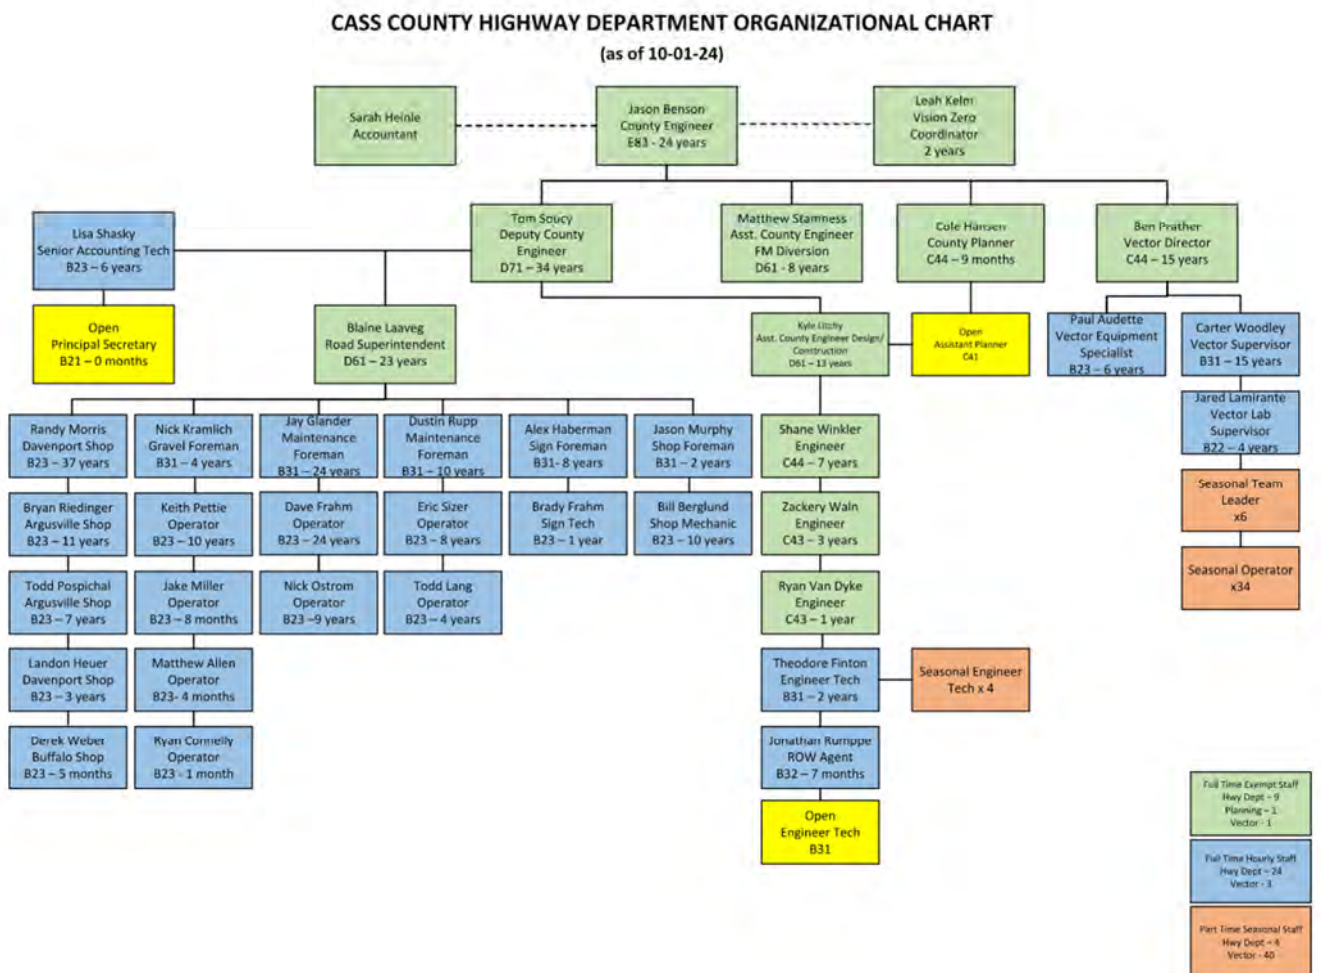 CASS COUNTY HIGHWAY DEPARTMENT ORGANIZATIONAL CHART
(as of 10-01-24)
Sarah Heinle
Accountant
Jason Benson
County Engineer
E83 - 24 years
Leah Kelm
Vision Zero
Coordinator
2 years
Lisa Shasky
Senior Accounting Tech
B23 – 6 years
Tom Soucy
Deputy County
Engineer
D71 – 34 years
Matthew Stamness
Asst. County Engineer
FM Diversion
D61 - 8 years
Cole Hansen
County Planner
C44 – 9 months
Ben Prather
Vector Director
C44 – 15 years
Open
Principal Secretary
B21 – 0 months
Blaine Laaveg
Road Superintendent
D61 – 23 years
Kyle Litchy
Asst. County Engineer Design/
Construction
D61 – 13 years
Open
Assistant Planner
C41
Paul Audette
Vector Equipment
Specialist
B23 – 6 years
Carter Woodley
Vector Supervisor
B31 – 15 years
Randy Morris
Davenport Shop
B23 – 37 years
Nick Kramlich
Gravel Foreman
B31 – 4 years
Jay Glander
Maintenance
Foreman
B31 – 24 years
Dustin Rupp
Maintenance
Foreman
B31 – 10 years
Alex Haberman
Sign Foreman
B31- 8 years
Jason Murphy
Shop Foreman
B31 – 2 years
Shane Winkler
Engineer
C44 – 7 years
Jared Lamirante
Vector Lab
Supervisor
B22 – 4 years
Bryan Riedinger
Argusville Shop
B23 – 11 years
Keith Pettie
Operator
B23 – 10 years
Dave Frahm
Operator
B23 – 24 years
Eric Sizer
Operator
B23 – 8 years
Brady Frahm
Sign Tech
B23 – 1 year
Bill Berglund
Shop Mechanic
B23 – 10 years
Zackery Waln
Engineer
C43 – 3 years
Seasonal Team
Leader
x6
Todd Pospichal
Argusville Shop
B23 – 7 years
Jake Miller
Operator
B23 – 8 months
Nick Ostrom
Operator
B23 –9 years
Todd Lang
Operator
B23 – 4 years
Ryan Van Dyke
Engineer
C43 – 1 year
Seasonal Operator
x34
Landon Heuer
Davenport Shop
B23 – 3 years
Matthew Allen
Operator
B23- 4 months
Theodore Finton
Engineer Tech
B31 – 2 years
Seasonal Engineer
Tech x 4
Derek Weber
Buffalo Shop
B23 – 5 months
Ryan Connelly
Operator
B23 - 1 month
Jonathan Rumppe
ROW Agent
B32 – 7 months
Open
Engineer Tech
B31
Full Time Exempt Staff
Hwy Dept – 9
Planning – 1
Vector - 1
Full Time Hourly Staff
Hwy Dept – 24
Vector - 3
Part Time Seasonal Staff
Hwy Dept – 4
Vector - 40